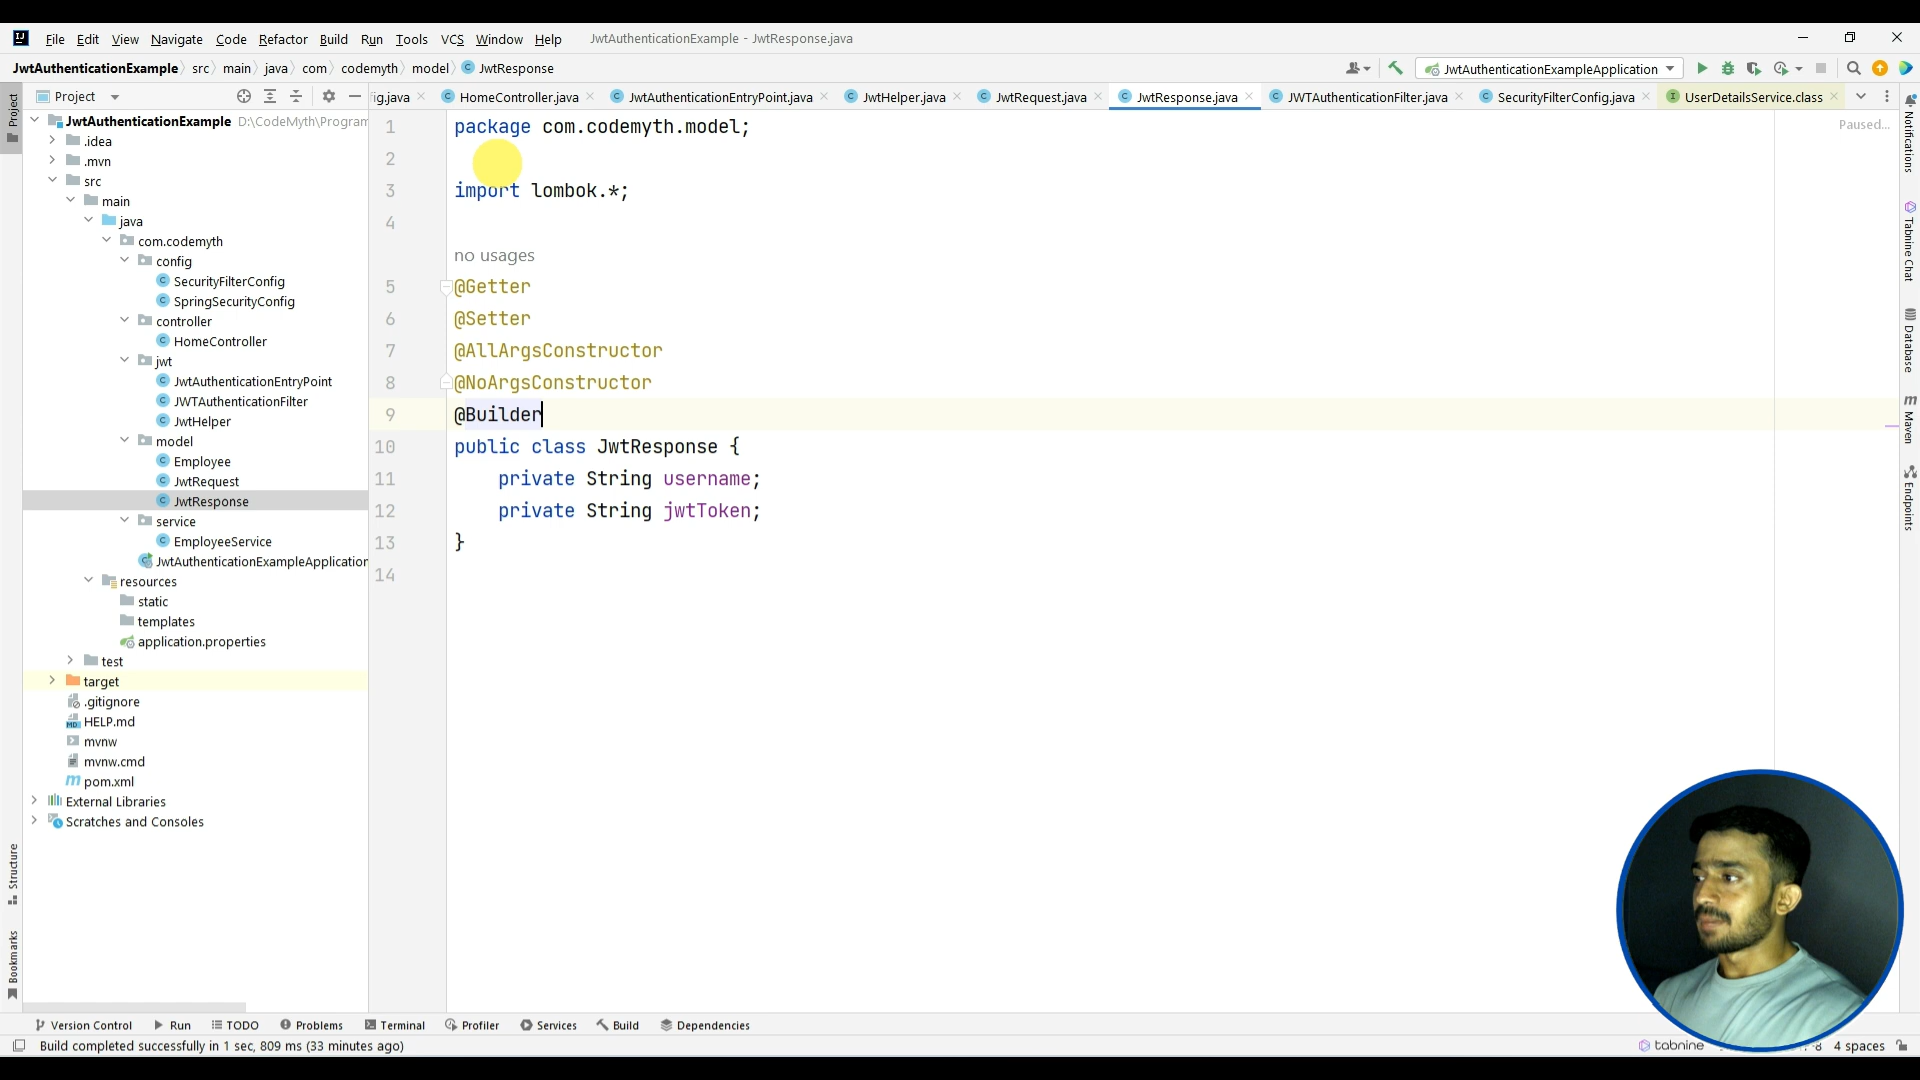 File Edit View Navigate Code Refactor Build Run Tools VCS Window Help JwtAuthenticationExample - JwtResponse.java
JwtAuthenticationExample src main java com codemyth model JwtResponse JwtAuthenticationExampleApplication
Project ig.java HomeController.java JwtAuthenticationEntryPoint.java JwtHelper.java JwtRequest.java JwtResponse.java JWTAuthenticationFilter.java SecurityFilterConfig.java UserDetailsService.class
Project
JwtAuthenticationExample D:\CodeMyth\Program
.idea
.mvn
src
main
java
com.codemyth
config
SecurityFilterConfig
SpringSecurityConfig
controller
HomeController
jwt
JwtAuthenticationEntryPoint
JWTAuthenticationFilter
JwtHelper
model
Employee
JwtRequest
JwtResponse
service
EmployeeService
JwtAuthenticationExampleApplication
resources
static
templates
application.properties
test
target
.gitignore
HELP.md
mvnw
mvnw.cmd
pom.xml
External Libraries
Scratches and Consoles
Structure
Bookmarks
1 package com.codemyth.model;
2
3 import lombok.*;
4
no usages
5 @Getter
6 @Setter
7 @AllArgsConstructor
8 @NoArgsConstructor
9 @Builder
10 public class JwtResponse {
11 private String username;
12 private String jwtToken;
13 }
14
Paused...
Notifications
Tabnine Chat
Database
Maven
Endpoints
Version Control Run TODO Problems Terminal Profiler Services Build Dependencies
Build completed successfully in 1 sec, 809 ms (33 minutes ago) tabnine 4 spaces